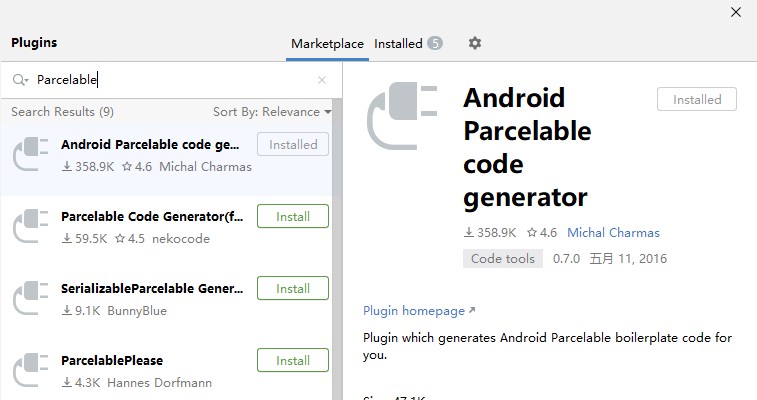 Plugins
Marketplace Installed 5
Parcelable
Search Results (9) Sort By: Relevance
Android Parcelable code ge... Installed
358.9K 4.6 Michal Charmas
Parcelable Code Generator(f... Install
59.5K 4.5 nekocode
SerializableParcelable Gener... Install
9.1K BunnyBlue
ParcelablePlease Install
4.3K Hannes Dorfmann
Android
Parcelable
code
generator
Installed
358.9K 4.6 Michal Charmas
Code tools 0.7.0 五月 11, 2016
Plugin homepage
Plugin which generates Android Parcelable boilerplate code for
you.